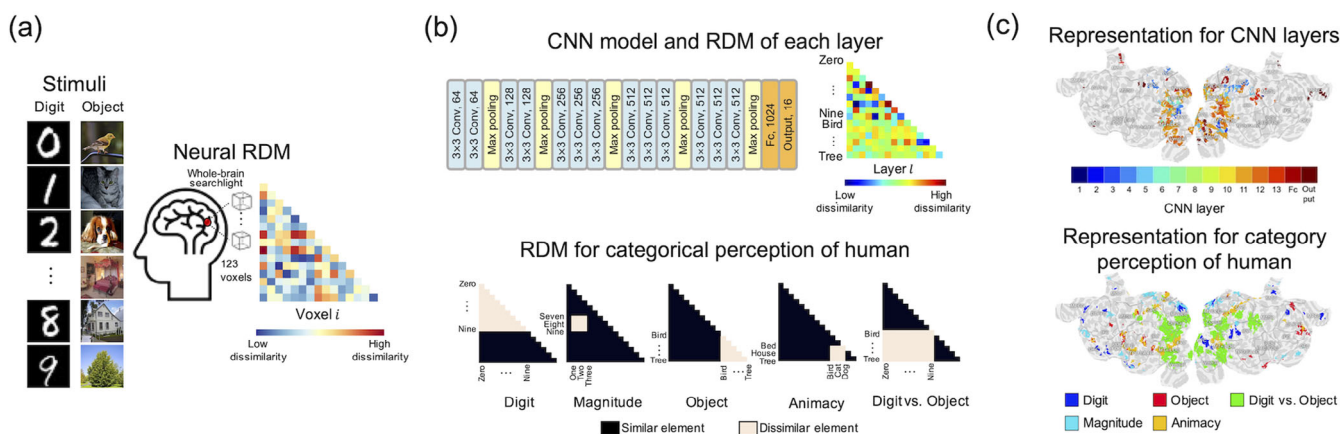 (a)
Stimuli
Digit Object
Neural RDM
Whole-brain
searchlight
123
voxels
Voxel i
Low
dissimilarity
High
dissimilarity
0
1
2
8
9
(b)
CNN model and RDM of each layer
3×3 Conv, 64
3×3 Conv, 64
Max pooling
3×3 Conv, 128
3×3 Conv, 128
Max pooling
3×3 Conv, 256
3×3 Conv, 256
3×3 Conv, 256
Max pooling
3×3 Conv, 512
3×3 Conv, 512
3×3 Conv, 512
Max pooling
3×3 Conv, 512
3×3 Conv, 512
3×3 Conv, 512
Max pooling
Fc, 1024
Output, 16
Zero
Nine
Bird
Tree
Layer l
Low
dissimilarity
High
dissimilarity
RDM for categorical perception of human
Zero
Nine
Zero
Nine
Digit
Seven
Eight
Nine
One
Two
Three
Magnitude
Bird
Tree
Bird
Tree
Object
Bed
House
Tree
Bird
Cat
Dog
Animacy
Bird
Tree
Zero
Nine
Digit vs. Object
Similar element
Dissimilar element
(c)
Representation for CNN layers
1 2 3 4 5 6 7 8 9 10 11 12 13 Fc Out
put
CNN layer
Representation for category
perception of human
Digit
Object
Digit vs. Object
Magnitude
Animacy